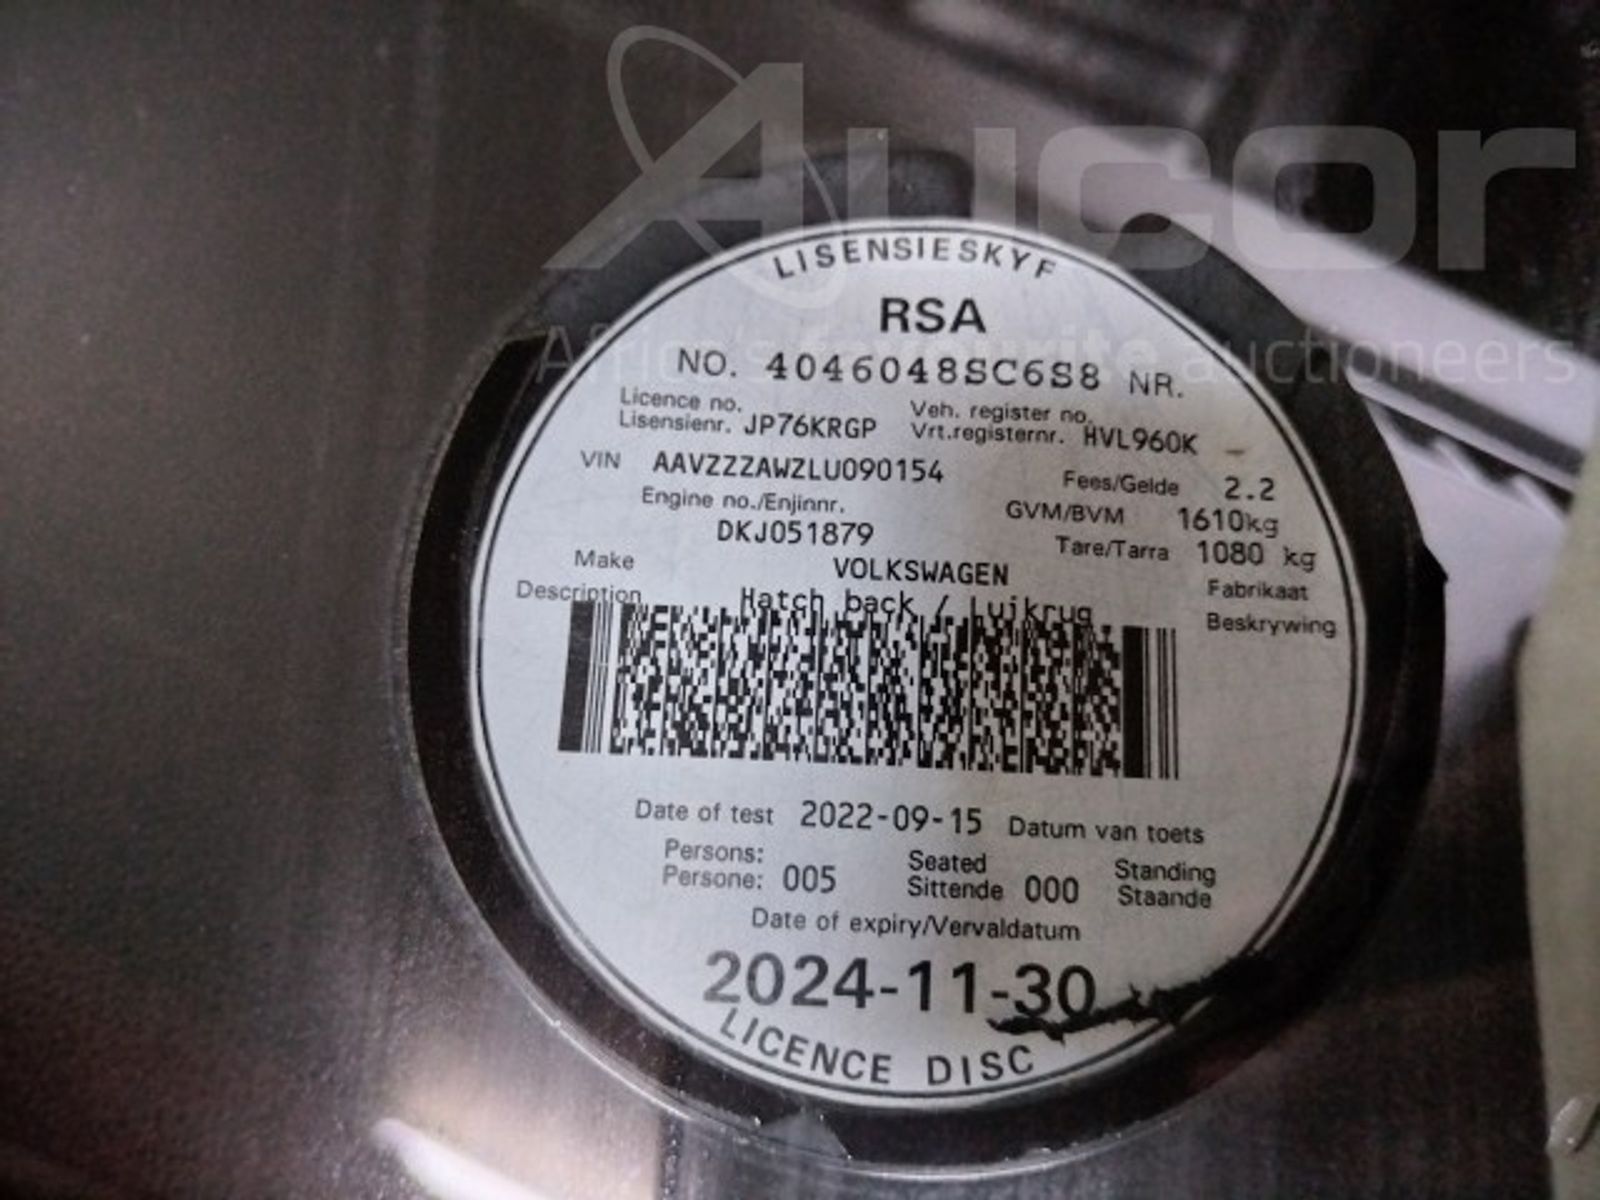 Aucor
Africa's favourite auctioneers
LISENSIESKYF
RSA
NO. 4046048SC6S8 NR.
Licence no. Veh. register no.
Lisensienr. JP76KRGP Vrt.registernr. HVL960K
VIN AAVZZZAWZLU090154 Fees/Gelde 2.2
Engine no./Enjinnr. GVM/BVM 1610kg
DKJ051879 Tare/Tarra 1080 kg
Make VOLKSWAGEN Fabrikaat
Description Hatch back / Luikrug Beskrywing
Date of test 2022-09-15 Datum van toets
Persons: Seated Standing
Persone: 005 Sittende 000 Staande
Date of expiry/Vervaldatum
2024-11-30
LICENCE DISC